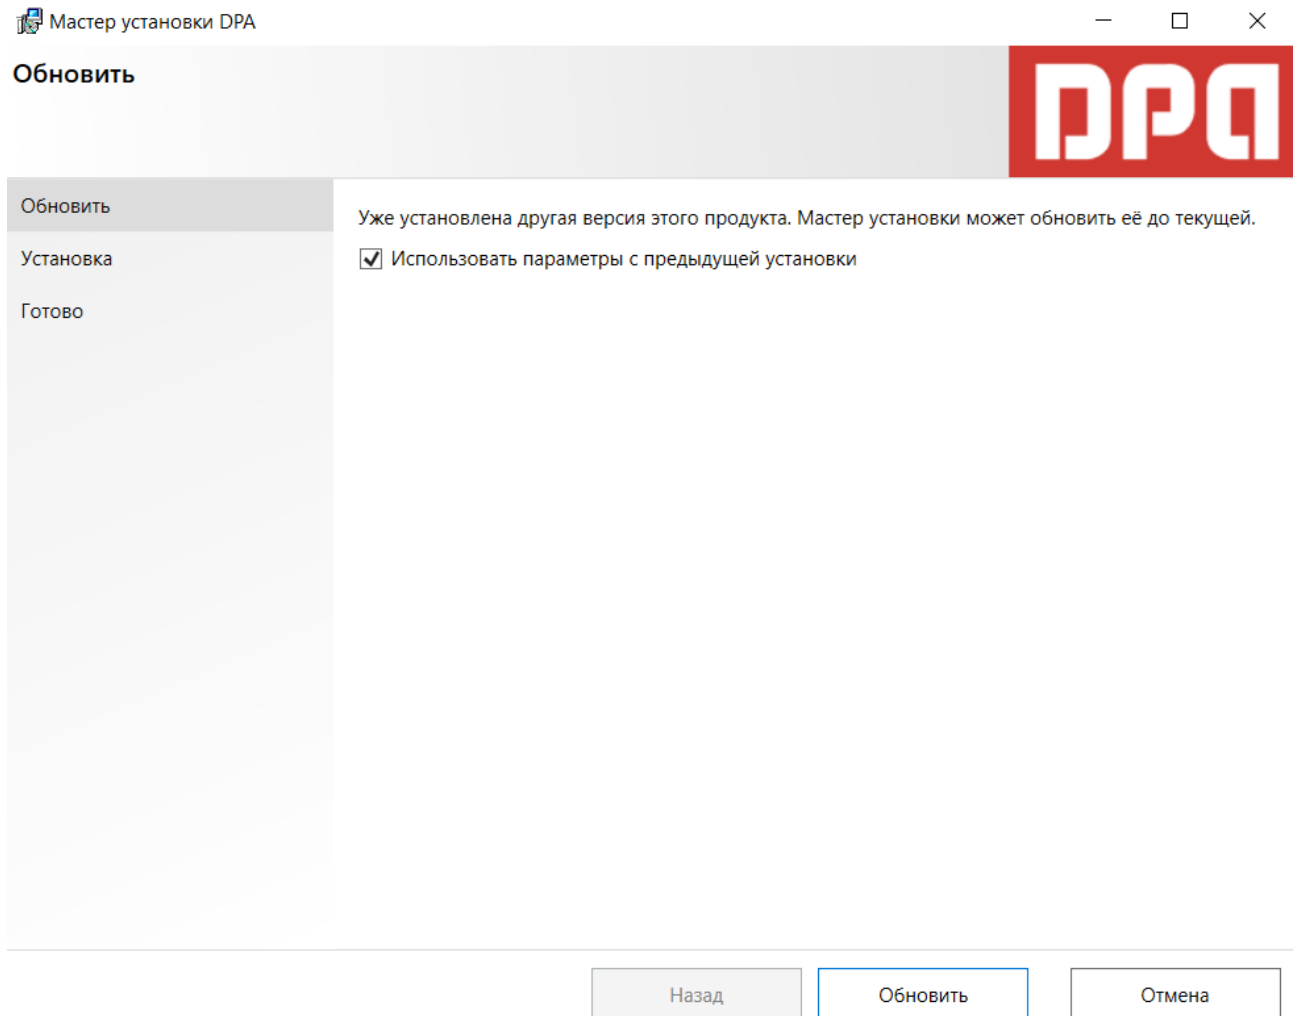 Мастер установки DPA
Обновить
DPA
Обновить
Установка
Готово
Уже установлена другая версия этого продукта. Мастер установки может обновить её до текущей.
Использовать параметры с предыдущей установки
Назад
Обновить
Отмена